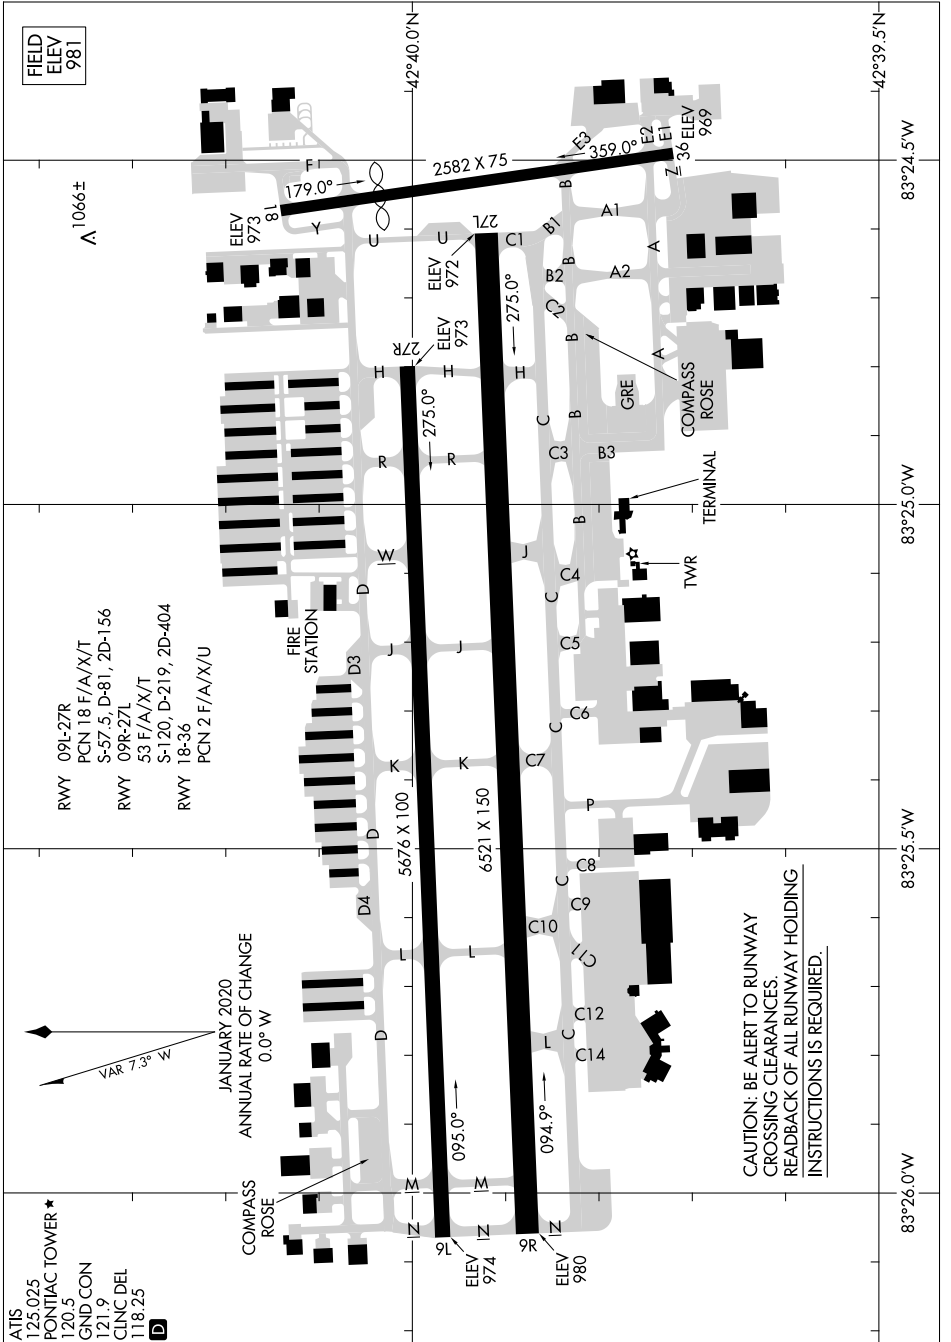 ATIS
125.025
PONTIAC TOWER ★
120.5
GND CON
121.9
CLNC DEL
118.25
D
FIELD
ELEV
981
VAR 7.3° W
JANUARY 2020
ANNUAL RATE OF CHANGE
0.0° W
RWY 09L-27R
PCN 18 F/A/X/T
S-57.5, D-81, 2D-156
RWY 09R-27L
53 F/A/X/T
S-120, D-219, 2D-404
RWY 18-36
PCN 2 F/A/X/U
1066±
42°40.0'N
42°39.5'N
83°24.5'W
83°25.0'W
83°25.5'W
83°26.0'W
COMPASS
ROSE
FIRE
STATION
D
D4
D
D3
D
W
R
H
J
K
L
M
N
9L
ELEV
974
095.0°
5676 X 100
275.0°
27R
ELEV
973
N
M
L
K
J
R
H
U
U
Y
F
ELEV
973
18
179.0°
2582 X 75
359.0°
36
ELEV
969
Z
E1
E2
E3
9R
ELEV
980
094.9°
6521 X 150
275.0°
27L
ELEV
972
N
L
C14
C12
C
C11
C10
C9
C
C8
P
C7
C
C6
C5
C
C4
J
B
C3
B3
C
B
H
B
C2
B2
B
C1
B1
B
A2
A1
A
A
GRE
COMPASS
ROSE
TERMINAL
TWR
CAUTION: BE ALERT TO RUNWAY
CROSSING CLEARANCES.
READBACK OF ALL RUNWAY HOLDING
INSTRUCTIONS IS REQUIRED.